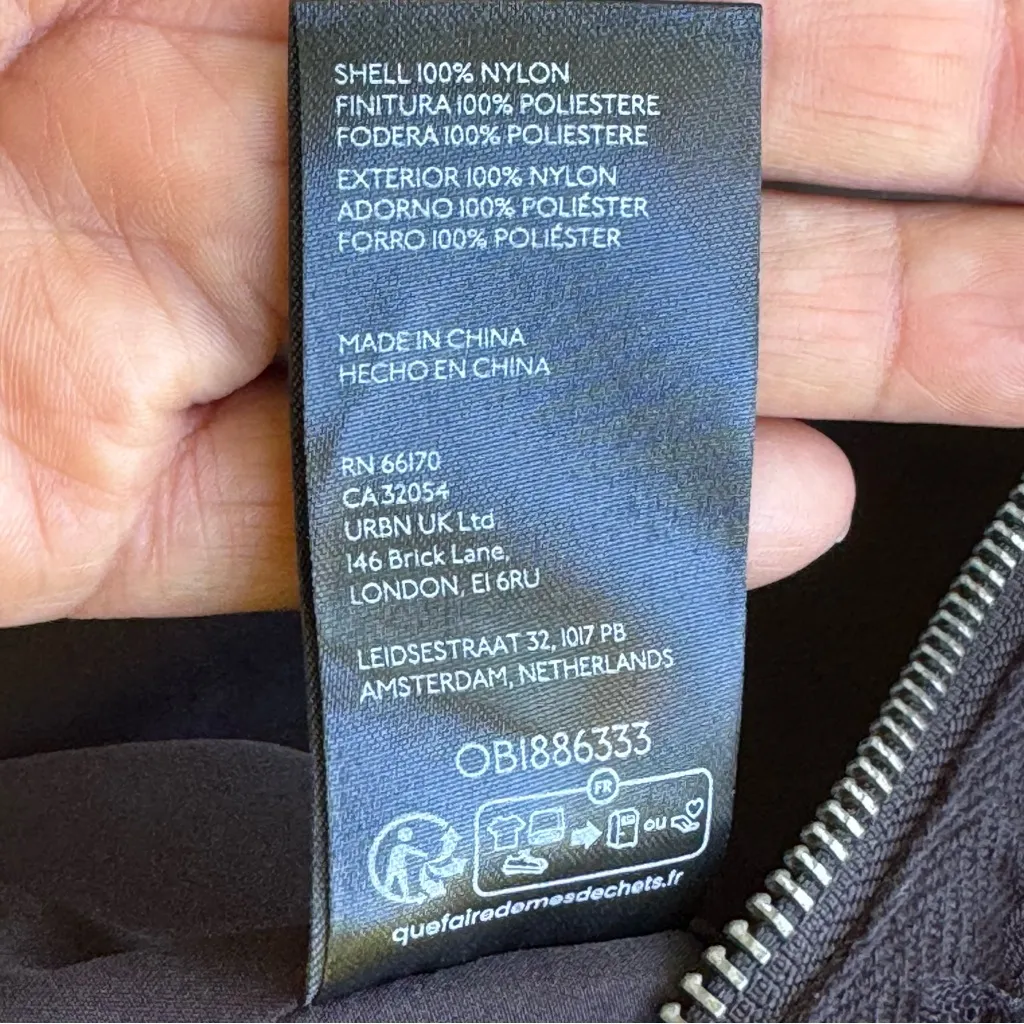 SHELL 100% NYLON
FINITURA 100% POLIESTERE
FODERA 100% POLIESTERE
EXTERIOR 100% NYLON
ADORNO 100% POLIÉSTER
FORRO 100% POLIÉSTER
MADE IN CHINA
HECHO EN CHINA
RN 66170
CA 32054
URBN UK Ltd
146 Brick Lane,
LONDON, E1 6RU
LEIDSESTRAAT 32, 1017 PB
AMSTERDAM, NETHERLANDS
OB1886333
FR
OU
quefairedemesdechets.fr